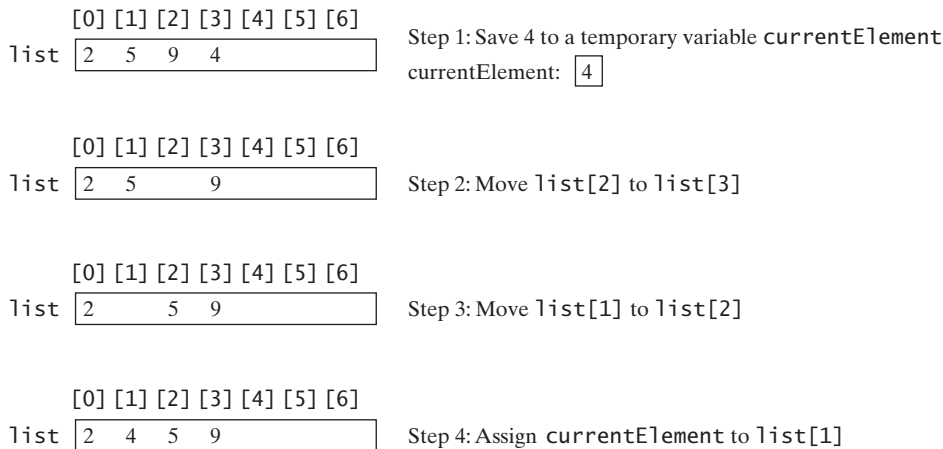 [0] [1] [2] [3] [4] [5] [6]
list 2 5 9 4
Step 1: Save 4 to a temporary variable currentElement
currentElement: 4
[0] [1] [2] [3] [4] [5] [6]
list 2 5 9
Step 2: Move list[2] to list[3]
[0] [1] [2] [3] [4] [5] [6]
list 2 5 9
Step 3: Move list[1] to list[2]
[0] [1] [2] [3] [4] [5] [6]
list 2 4 5 9
Step 4: Assign currentElement to list[1]